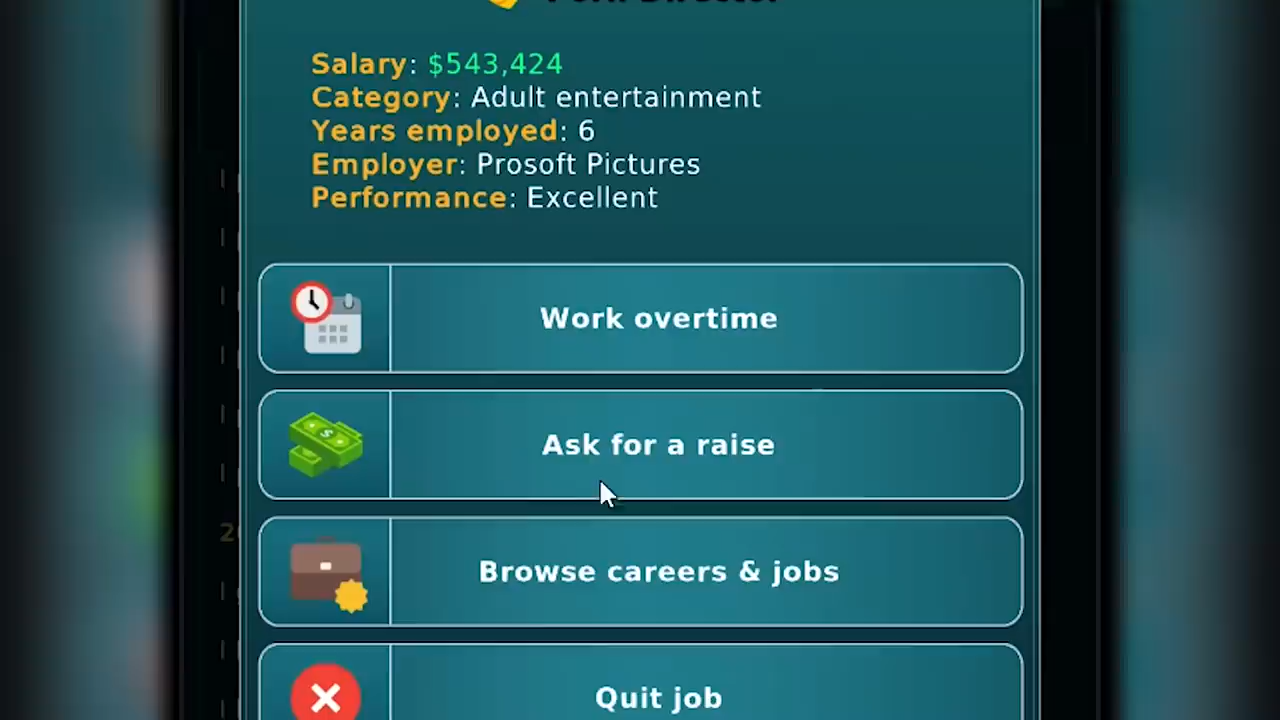 Salary: $543,424
Category: Adult entertainment
Years employed: 6
Employer: Prosoft Pictures
Performance: Excellent
Work overtime
Ask for a raise
Browse careers & jobs
Quit job